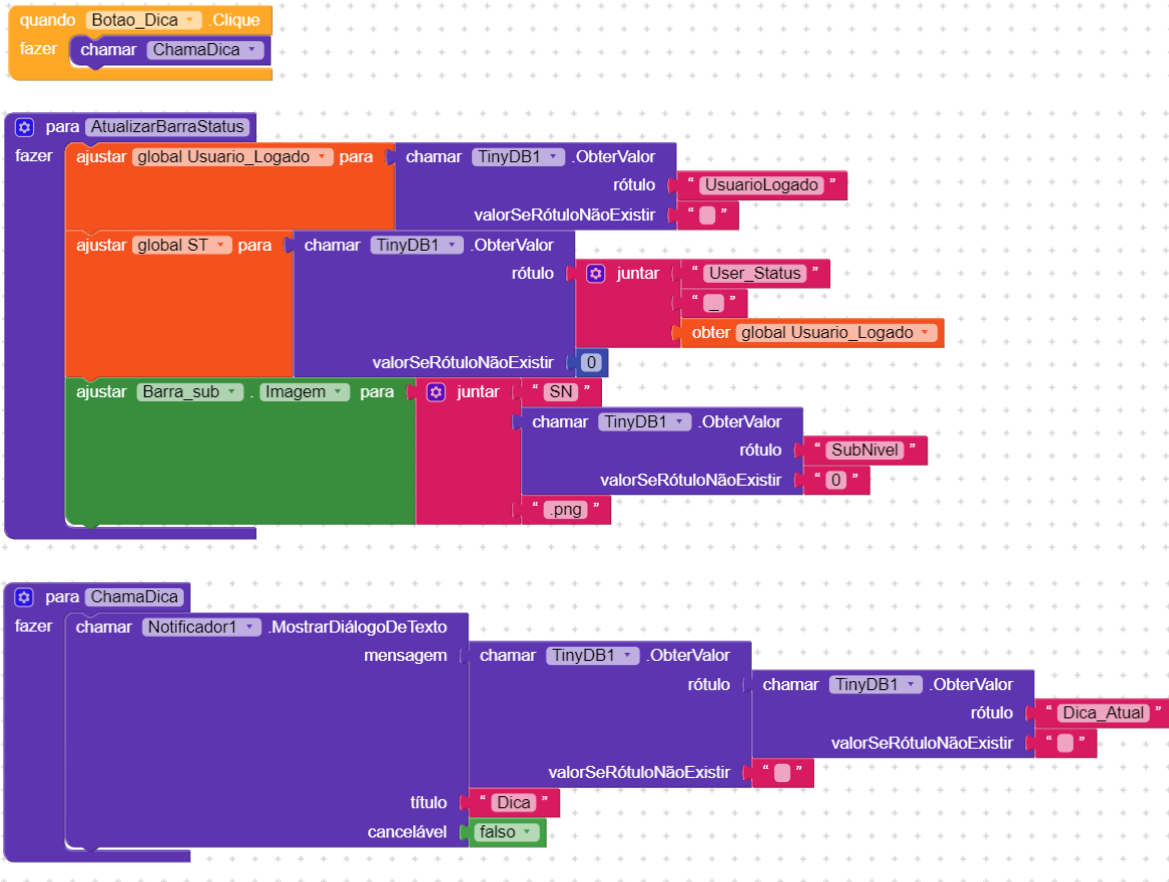 quando Botao_Dica .Clique
fazer chamar ChamaDica
para AtualizarBarraStatus
fazer ajustar global Usuario_Logado para chamar TinyDB1 .ObterValor
rótulo " UsuarioLogado "
valorSeRótuloNãoExistir " "
ajustar global ST para chamar TinyDB1 .ObterValor
rótulo juntar " User_Status "
" _ "
obter global Usuario_Logado
valorSeRótuloNãoExistir 0
ajustar Barra_sub . Imagem para juntar " SN "
chamar TinyDB1 .ObterValor
rótulo " SubNivel "
valorSeRótuloNãoExistir " 0 "
" .png "
para ChamaDica
fazer chamar Notificador1 .MostrarDiálogoDeTexto
mensagem chamar TinyDB1 .ObterValor
rótulo chamar TinyDB1 .ObterValor
rótulo " Dica_Atual "
valorSeRótuloNãoExistir " "
valorSeRótuloNãoExistir " "
título " Dica "
cancelável falso